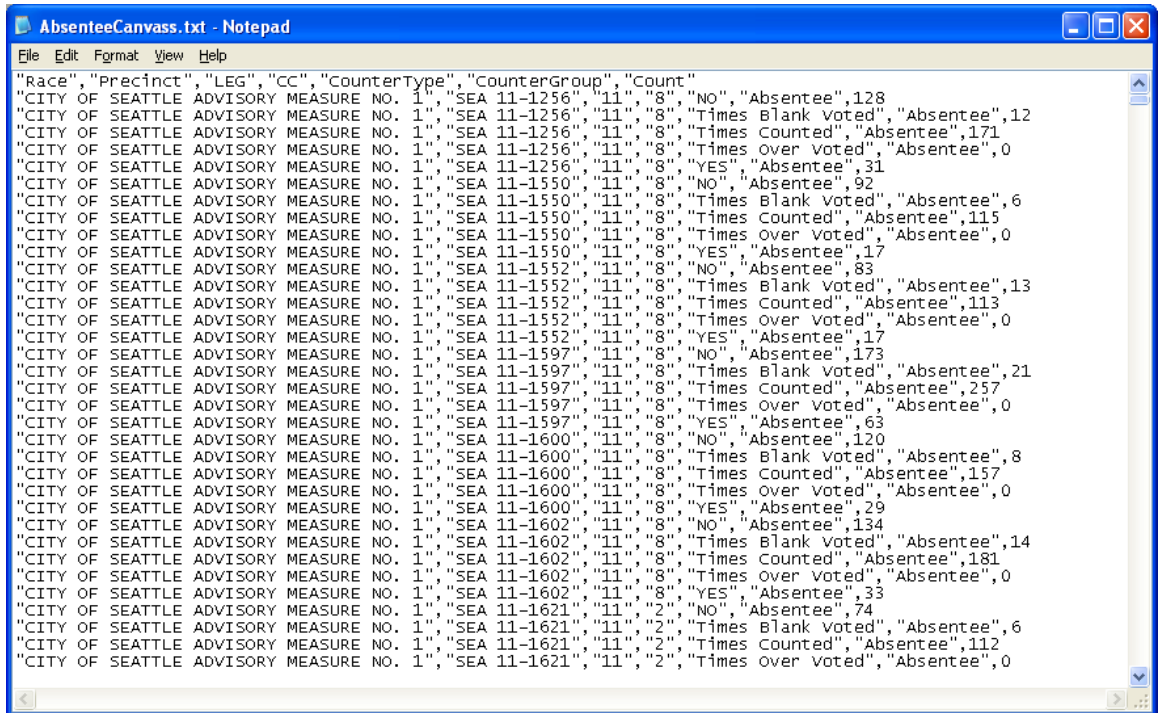 AbsenteeCanvass.txt - Notepad
File Edit Format View Help
"Race","Precinct","LEG","CC","CounterType","CounterGroup","Count"
"CITY OF SEATTLE ADVISORY MEASURE NO. 1","SEA 11-1256","11","8","NO","Absentee",128
"CITY OF SEATTLE ADVISORY MEASURE NO. 1","SEA 11-1256","11","8","Times Blank Voted","Absentee",12
"CITY OF SEATTLE ADVISORY MEASURE NO. 1","SEA 11-1256","11","8","Times Counted","Absentee",171
"CITY OF SEATTLE ADVISORY MEASURE NO. 1","SEA 11-1256","11","8","Times Over Voted","Absentee",0
"CITY OF SEATTLE ADVISORY MEASURE NO. 1","SEA 11-1256","11","8","YES","Absentee",31
"CITY OF SEATTLE ADVISORY MEASURE NO. 1","SEA 11-1550","11","8","NO","Absentee",92
"CITY OF SEATTLE ADVISORY MEASURE NO. 1","SEA 11-1550","11","8","Times Blank Voted","Absentee",6
"CITY OF SEATTLE ADVISORY MEASURE NO. 1","SEA 11-1550","11","8","Times Counted","Absentee",115
"CITY OF SEATTLE ADVISORY MEASURE NO. 1","SEA 11-1550","11","8","Times Over Voted","Absentee",0
"CITY OF SEATTLE ADVISORY MEASURE NO. 1","SEA 11-1550","11","8","YES","Absentee",17
"CITY OF SEATTLE ADVISORY MEASURE NO. 1","SEA 11-1552","11","8","NO","Absentee",83
"CITY OF SEATTLE ADVISORY MEASURE NO. 1","SEA 11-1552","11","8","Times Blank Voted","Absentee",13
"CITY OF SEATTLE ADVISORY MEASURE NO. 1","SEA 11-1552","11","8","Times Counted","Absentee",113
"CITY OF SEATTLE ADVISORY MEASURE NO. 1","SEA 11-1552","11","8","Times Over Voted","Absentee",0
"CITY OF SEATTLE ADVISORY MEASURE NO. 1","SEA 11-1552","11","8","YES","Absentee",17
"CITY OF SEATTLE ADVISORY MEASURE NO. 1","SEA 11-1597","11","8","NO","Absentee",173
"CITY OF SEATTLE ADVISORY MEASURE NO. 1","SEA 11-1597","11","8","Times Blank Voted","Absentee",21
"CITY OF SEATTLE ADVISORY MEASURE NO. 1","SEA 11-1597","11","8","Times Counted","Absentee",257
"CITY OF SEATTLE ADVISORY MEASURE NO. 1","SEA 11-1597","11","8","Times Over Voted","Absentee",0
"CITY OF SEATTLE ADVISORY MEASURE NO. 1","SEA 11-1597","11","8","YES","Absentee",63
"CITY OF SEATTLE ADVISORY MEASURE NO. 1","SEA 11-1600","11","8","NO","Absentee",120
"CITY OF SEATTLE ADVISORY MEASURE NO. 1","SEA 11-1600","11","8","Times Blank Voted","Absentee",8
"CITY OF SEATTLE ADVISORY MEASURE NO. 1","SEA 11-1600","11","8","Times Counted","Absentee",157
"CITY OF SEATTLE ADVISORY MEASURE NO. 1","SEA 11-1600","11","8","Times Over Voted","Absentee",0
"CITY OF SEATTLE ADVISORY MEASURE NO. 1","SEA 11-1600","11","8","YES","Absentee",29
"CITY OF SEATTLE ADVISORY MEASURE NO. 1","SEA 11-1602","11","8","NO","Absentee",134
"CITY OF SEATTLE ADVISORY MEASURE NO. 1","SEA 11-1602","11","8","Times Blank Voted","Absentee",14
"CITY OF SEATTLE ADVISORY MEASURE NO. 1","SEA 11-1602","11","8","Times Counted","Absentee",181
"CITY OF SEATTLE ADVISORY MEASURE NO. 1","SEA 11-1602","11","8","Times Over Voted","Absentee",0
"CITY OF SEATTLE ADVISORY MEASURE NO. 1","SEA 11-1602","11","8","YES","Absentee",33
"CITY OF SEATTLE ADVISORY MEASURE NO. 1","SEA 11-1621","11","2","NO","Absentee",74
"CITY OF SEATTLE ADVISORY MEASURE NO. 1","SEA 11-1621","11","2","Times Blank Voted","Absentee",6
"CITY OF SEATTLE ADVISORY MEASURE NO. 1","SEA 11-1621","11","2","Times Counted","Absentee",112
"CITY OF SEATTLE ADVISORY MEASURE NO. 1","SEA 11-1621","11","2","Times Over Voted","Absentee",0